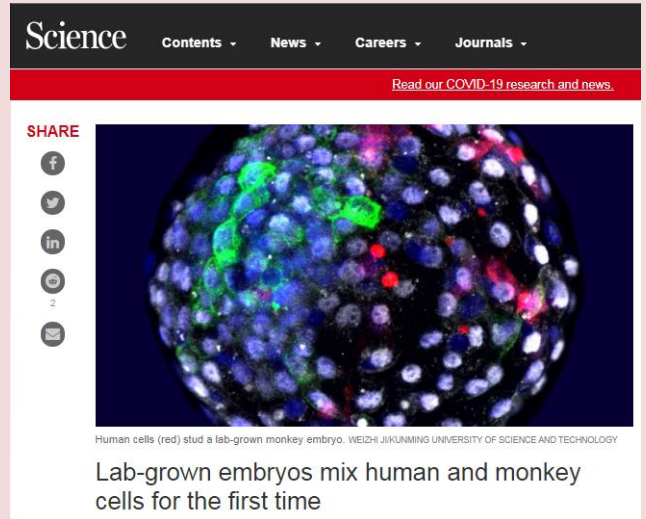 Science
Contents News Careers Journals
Read our COVID-19 research and news.
SHARE
2
Human cells (red) stud a lab-grown monkey embryo. WEIZHI JI/KUNMING UNIVERSITY OF SCIENCE AND TECHNOLOGY
Lab-grown embryos mix human and monkey
cells for the first time